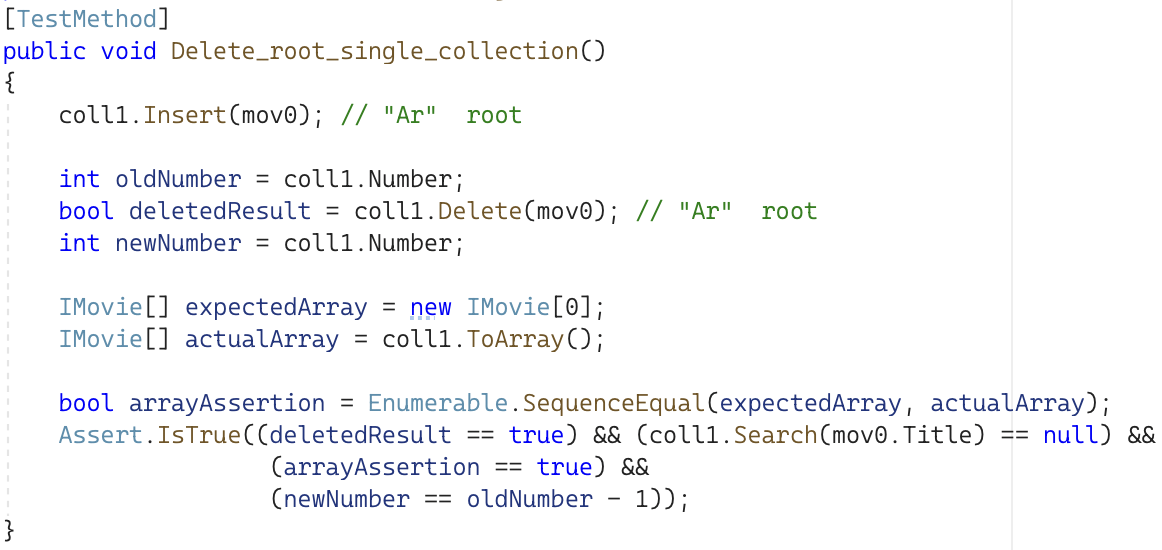 [TestMethod]
public void Delete_root_single_collection()
{
    coll1.Insert(mov0); // "Ar"  root

    int oldNumber = coll1.Number;
    bool deletedResult = coll1.Delete(mov0); // "Ar"  root
    int newNumber = coll1.Number;

    IMovie[] expectedArray = new IMovie[0];
    IMovie[] actualArray = coll1.ToArray();

    bool arrayAssertion = Enumerable.SequenceEqual(expectedArray, actualArray);
    Assert.IsTrue((deletedResult == true) && (coll1.Search(mov0.Title) == null) &&
                   (arrayAssertion == true) &&
                   (newNumber == oldNumber - 1));
}